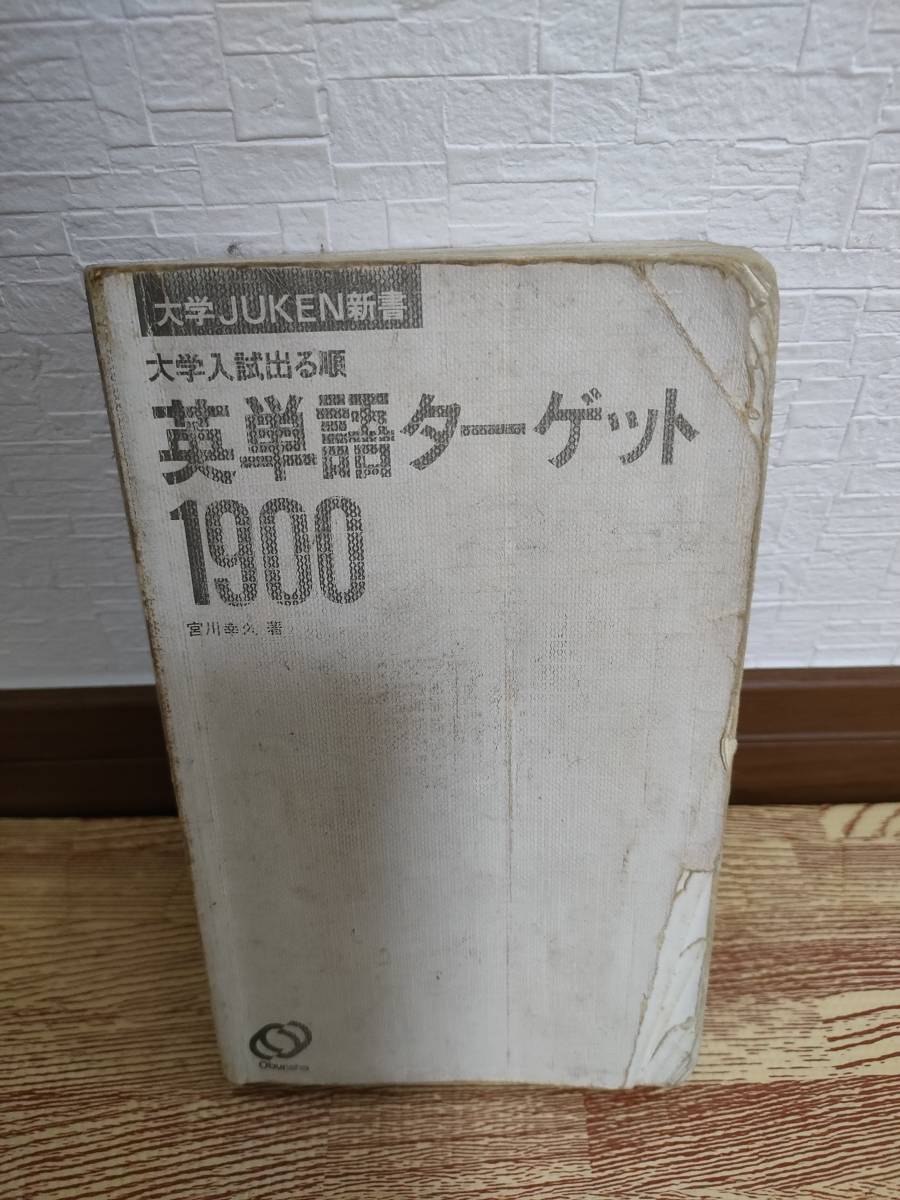 大学JUKEN新書
大学入試出る順
英単語ターゲット
1900
宮川幸久 著
Obunsha